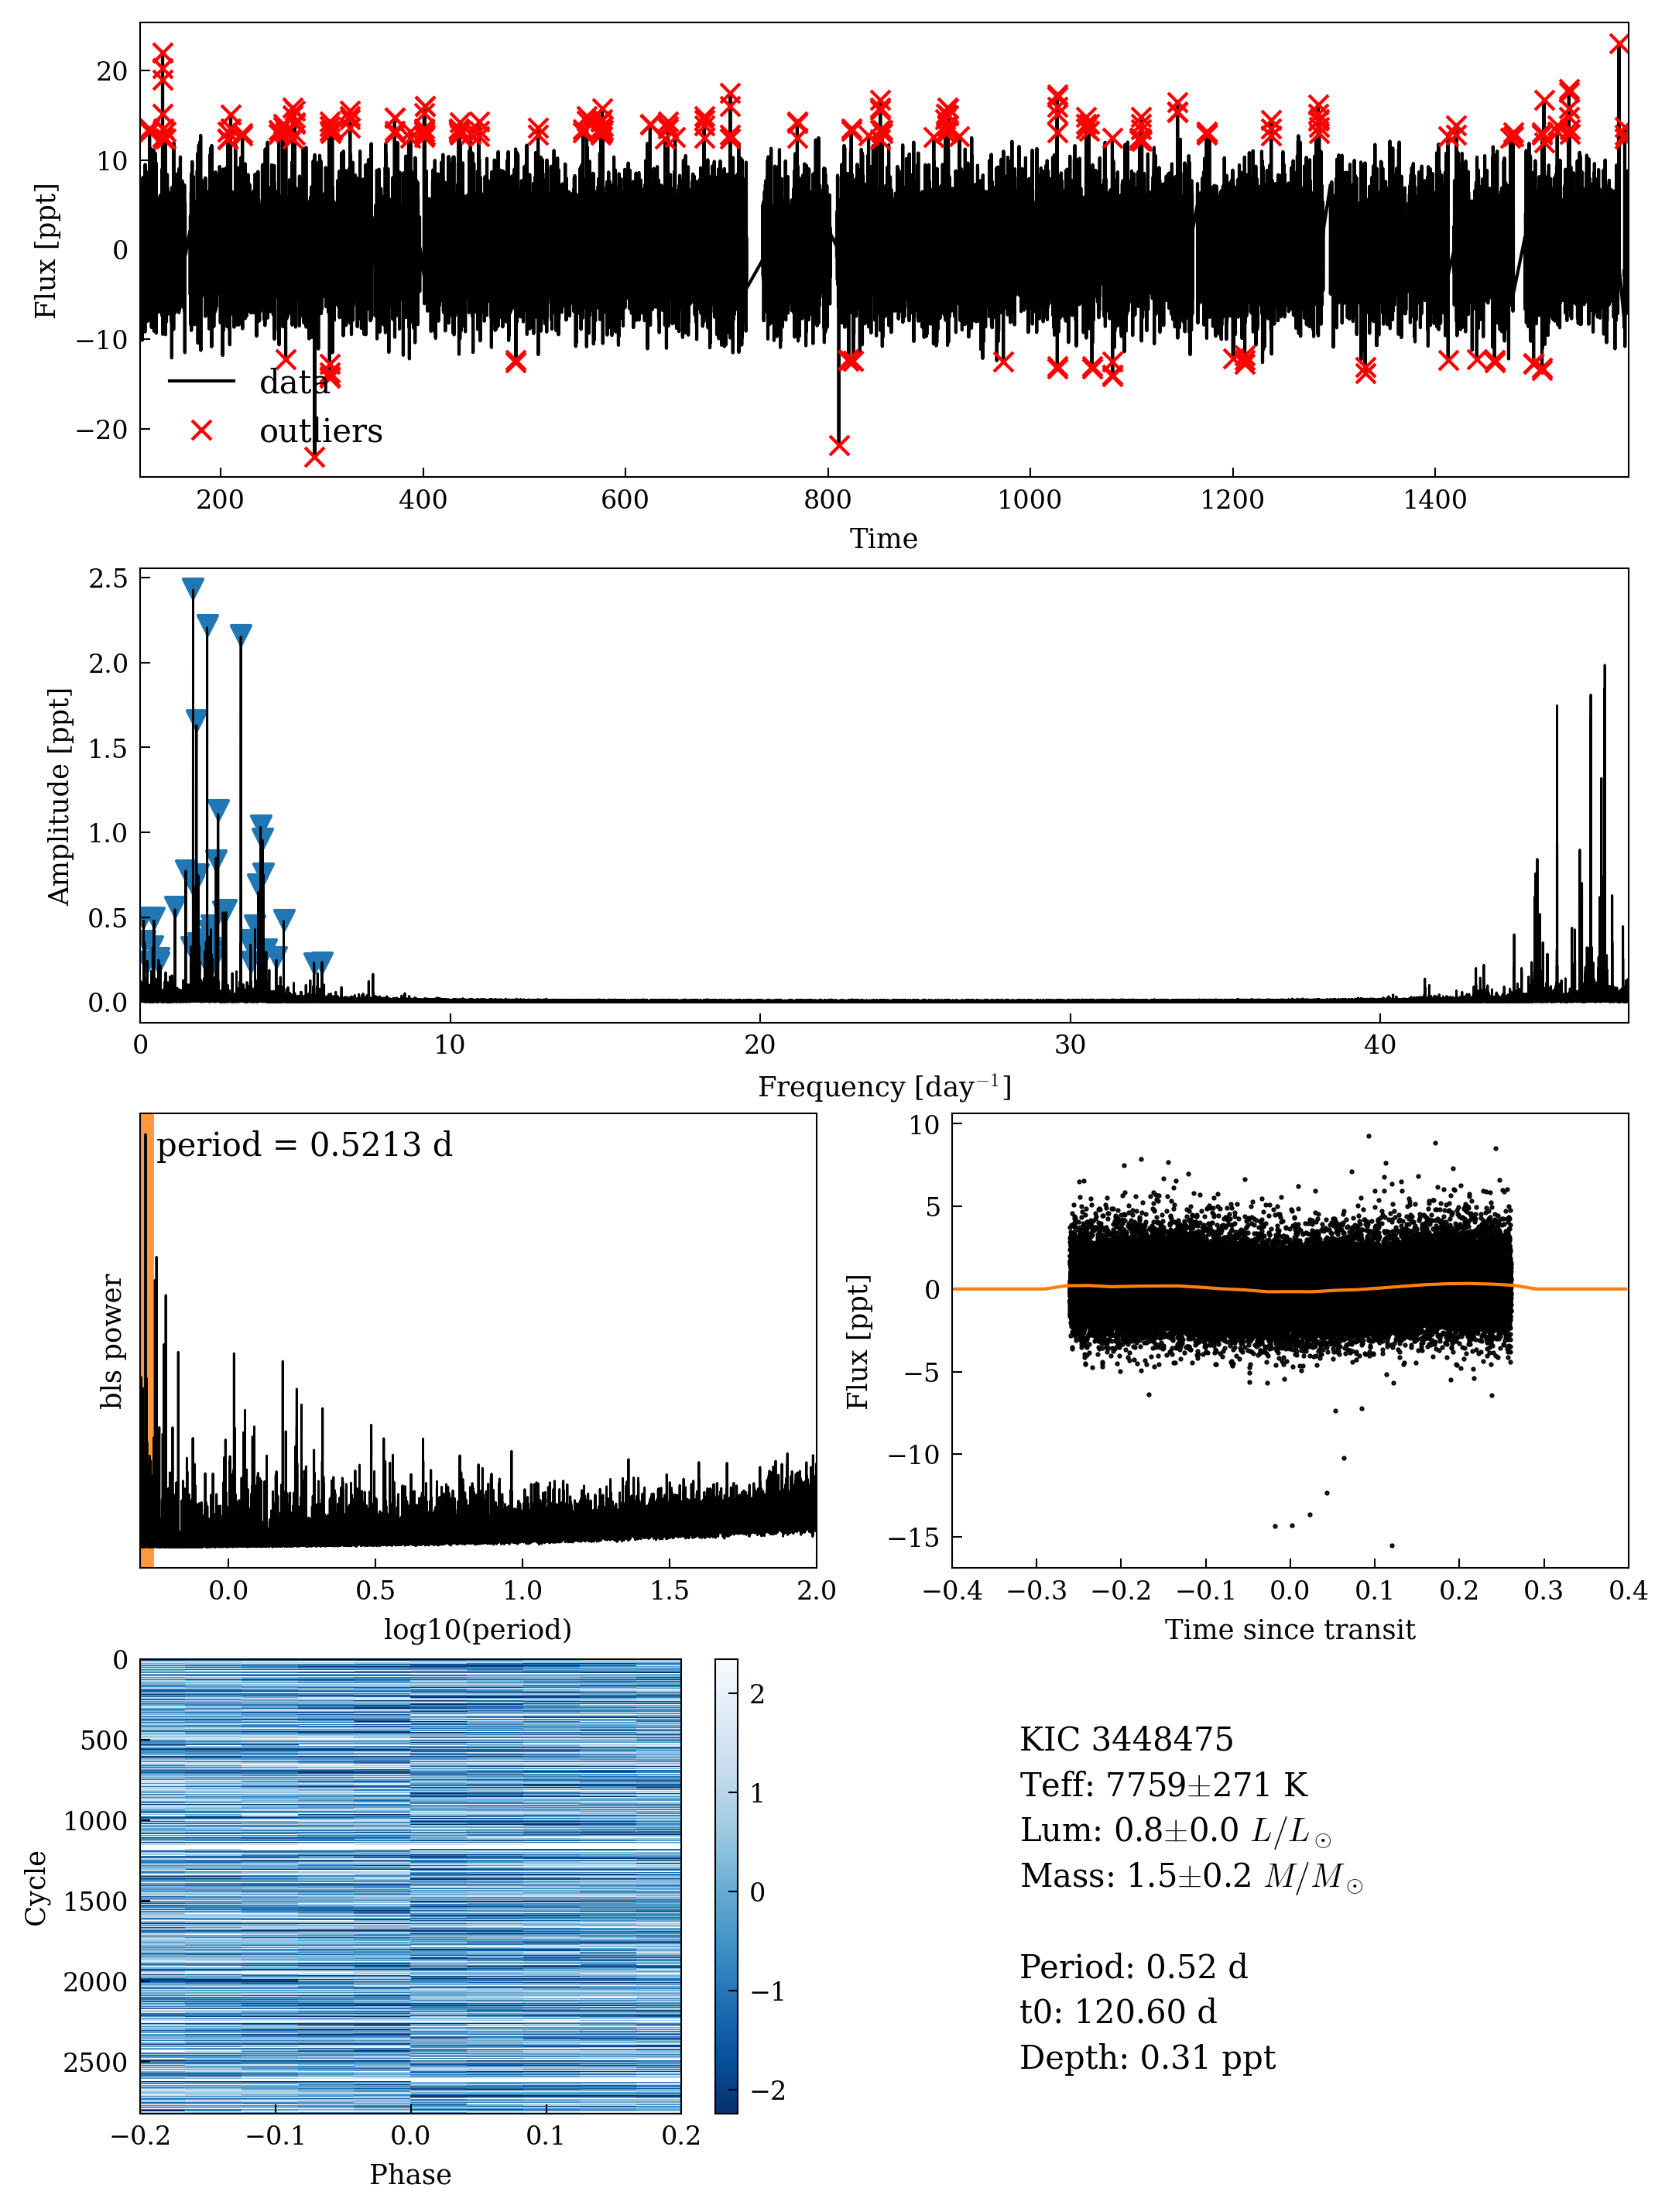 20
10
0
−10
−20
Flux [ppt]
data
outliers
200 400 600 800 1000 1200 1400
Time
2.5
2.0
1.5
1.0
0.5
0.0
Amplitude [ppt]
0 10 20 30 40
Frequency [day⁻¹]
period = 0.5213 d
bls power
0.0 0.5 1.0 1.5 2.0
log10(period)
10
5
0
−5
−10
−15
Flux [ppt]
−0.4 −0.3 −0.2 −0.1 0.0 0.1 0.2 0.3 0.4
Time since transit
0
500
1000
1500
2000
2500
Cycle
−0.2 −0.1 0.0 0.1 0.2
Phase
2
1
0
−1
−2
KIC 3448475
Teff: 7759±271 K
Lum: 0.8±0.0 L/L⊙
Mass: 1.5±0.2 M/M⊙
Period: 0.52 d
t0: 120.60 d
Depth: 0.31 ppt